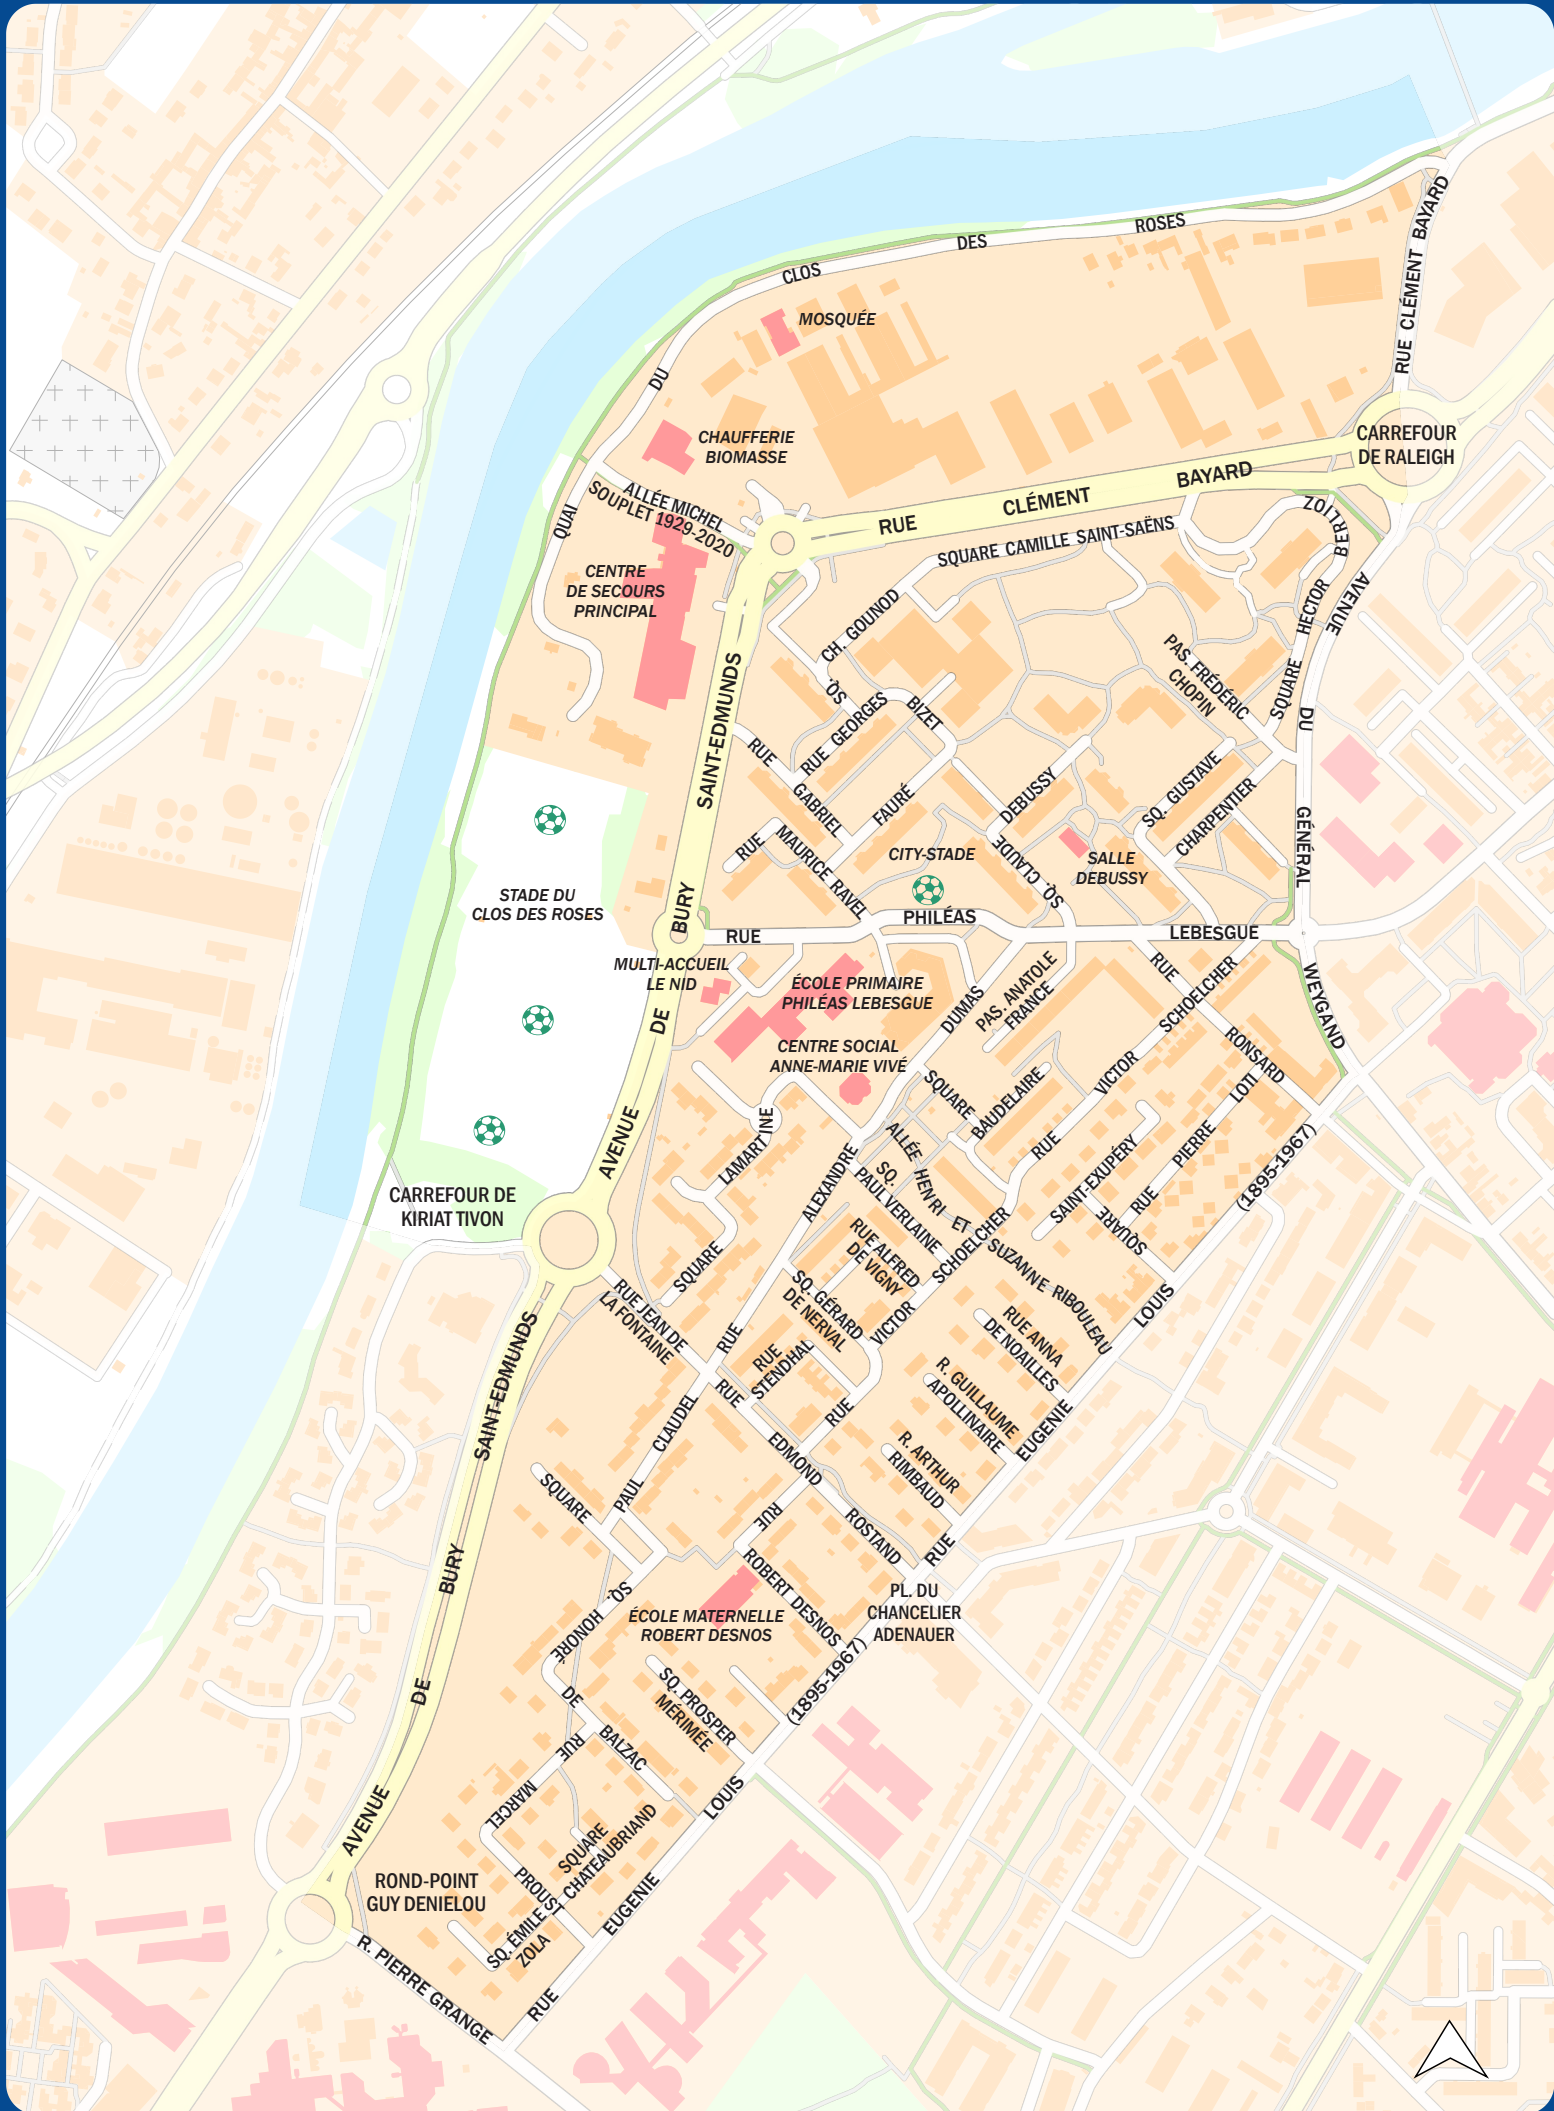 ROSES
DES
CLOS
DU
QUAI
RUE CLÉMENT BAYARD
MOSQUÉE
CHAUFFERIE
BIOMASSE
CARREFOUR
DE RALEIGH
ALLÉE MICHEL
SOUPLET 1929-2020
RUE CLÉMENT BAYARD
SQUARE CAMILLE SAINT-SAËNS
CENTRE
DE SECOURS
PRINCIPAL
CH. GOUNOD
SQ.
SQUARE HECTOR BERLIOZ
AVENUE DU GÉNÉRAL WEYGAND
PAS. FRÉDÉRIC
CHOPIN
RUE GEORGES BIZET
RUE GABRIEL FAURÉ
RUE MAURICE RAVEL
SQ. CLAUDE DEBUSSY
SQ. GUSTAVE
CHARPENTIER
CITY-STADE
SALLE
DEBUSSY
STADE DU
CLOS DES ROSES
AVENUE DE BURY SAINT-EDMUNDS
RUE PHILÉAS LEBESGUE
MULTI-ACCUEIL
LE NID
ÉCOLE PRIMAIRE
PHILÉAS LEBESGUE
CENTRE SOCIAL
ANNE-MARIE VIVÉ
RUE ALEXANDRE DUMAS
PAS. ANATOLE
FRANCE
RUE RONSARD
RUE VICTOR SCHOELCHER
SQUARE BAUDELAIRE
RUE PIERRE LOTI
SQUARE SAINT-EXUPÉRY
SQUARE LAMARTINE
ALLÉE HENRI ET SUZANNE RIBOULEAU
SQ.
PAUL VERLAINE
CARREFOUR DE
KIRIAT TIVON
RUE ALFRED
DE VIGNY
SQ. GÉRARD
DE NERVAL
VICTOR SCHOELCHER
RUE
RUE JEAN DE
LA FONTAINE
RUE
STENDHAL
RUE ANNA
DE NOAILLES
R. GUILLAUME
APOLLINAIRE
R. ARTHUR
RIMBAUD
RUE EDMOND ROSTAND
RUE LOUIS EUGENIE (1895-1967)
PAUL CLAUDEL
SQUARE
RUE ROBERT DESNOS
PL. DU
CHANCELIER
ADENAUER
ÉCOLE MATERNELLE
ROBERT DESNOS
SQ. HONORÉ DE BALZAC
SQ. PROSPER
MÉRIMÉE
AVENUE DE BURY SAINT-EDMUNDS
RUE MARCEL PROUST
SQUARE
CHATEAUBRIAND
SQ. ÉMILE
ZOLA
ROND-POINT
GUY DENIELOU
R. PIERRE GRANGE
RUE EUGENIE LOUIS (1895-1967)